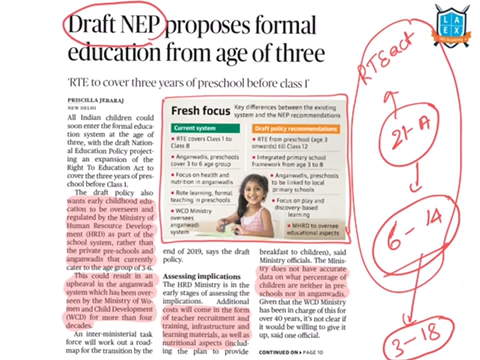 Draft NEP proposes formal
education from age of three
'RTE to cover three years of preschool before class I'
PRISCILLA JEBARAJ
NEW DELHI
All Indian children could
soon enter the formal educa-
tion system at the age of
three, with the draft Nation-
al Education Policy project-
ing an expansion of the
Right To Education Act to
cover the three years of pre-
school before Class 1.
The draft policy also
wants early childhood educa-
tion to be overseen and
regulated by the Ministry of
Human Resource Develop-
ment (HRD) as part of the
school system, rather than
the private pre-schools and
anganwadis that currently
cater to the age group of 3-6.
This could result in an
upheaval in the anganwadi
system which has been over-
seen by the Ministry of Wo-
men and Child Development
(WCD) for more than four
decades.
An inter-ministerial task
force will work out a road-
map for the transition by the
Fresh focus
Key differences between the existing
system and the NEP recommendations
Current system
RTE covers Class 1 to
Class 8
Anganwadis, preschools
cover 3 to 6 age group
Focus on health and
nutrition in anganwadis
Rote learning, formal
teaching in preschools
WCD Ministry
oversees
anganwadi
system
Draft policy recommendations
RTE from preschool (age 3
onwards) till Class 12
Integrated primary school
framework from age 3 to 8
Anganwadis, preschools
to be linked to local primary
schools
Focus on play and
discovery-based
learning
MHRD to oversee
educational aspects
end of 2019, says the draft
policy.
Assessing implications
The HRD Ministry is in the
early stages of assessing the
implications. Additional
costs will come in the form
of teacher recruitment and
training, infrastructure and
learning materials, as well as
nutritional aspects (includ-
ing the plan to provide
breakfast to children), said
Ministry officials. The Mini-
stry does not have accurate
data on what percentage of
children are neither in pre-
schools nor in anganwadis.
Given that the WCD Minis-
try has been in charge of this
for over 40 years, it's not
clear if it would be willing to
give it up, said one official.
CONTINUED ON PAGE 10
RTE act
21-A
6-14
3-18
LAEX